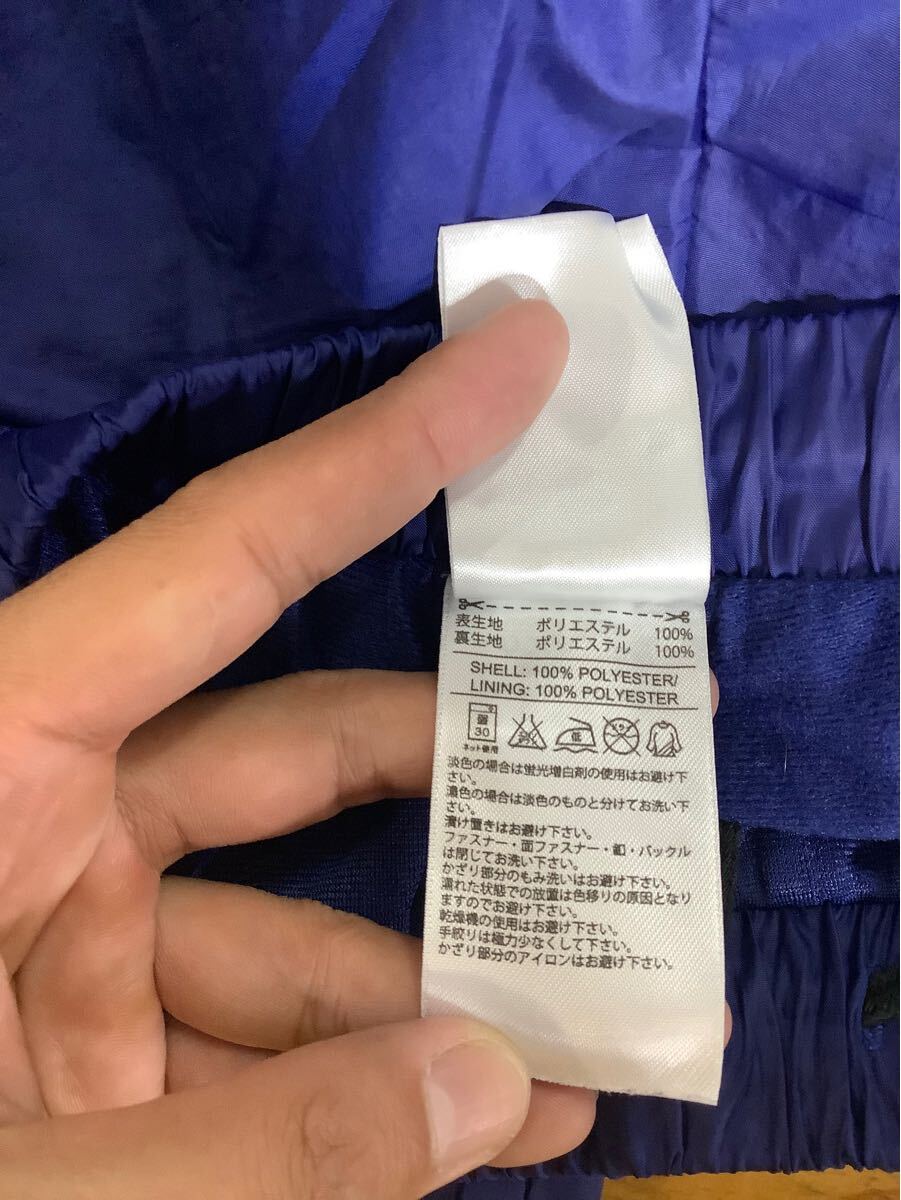 表生地 ポリエステル 100%
裏生地 ポリエステル 100%
SHELL: 100% POLYESTER/
LINING: 100% POLYESTER
弱 30 低
ネット使用
淡色の場合は蛍光増白剤の使用はお避け下
さい。
濃色の場合は淡色のものと分けてお洗い下
さい。
漬け置きはお避け下さい。
ファスナー・面ファスナー・釦・バックル
は閉じてお洗い下さい。
かざり部分のもみ洗いはお避け下さい。
濡れた状態での放置は色移りの原因となり
ますのでお避け下さい。
乾燥機の使用はお避け下さい。
手絞りは極力少なくして下さい。
かざり部分のアイロンはお避け下さい。